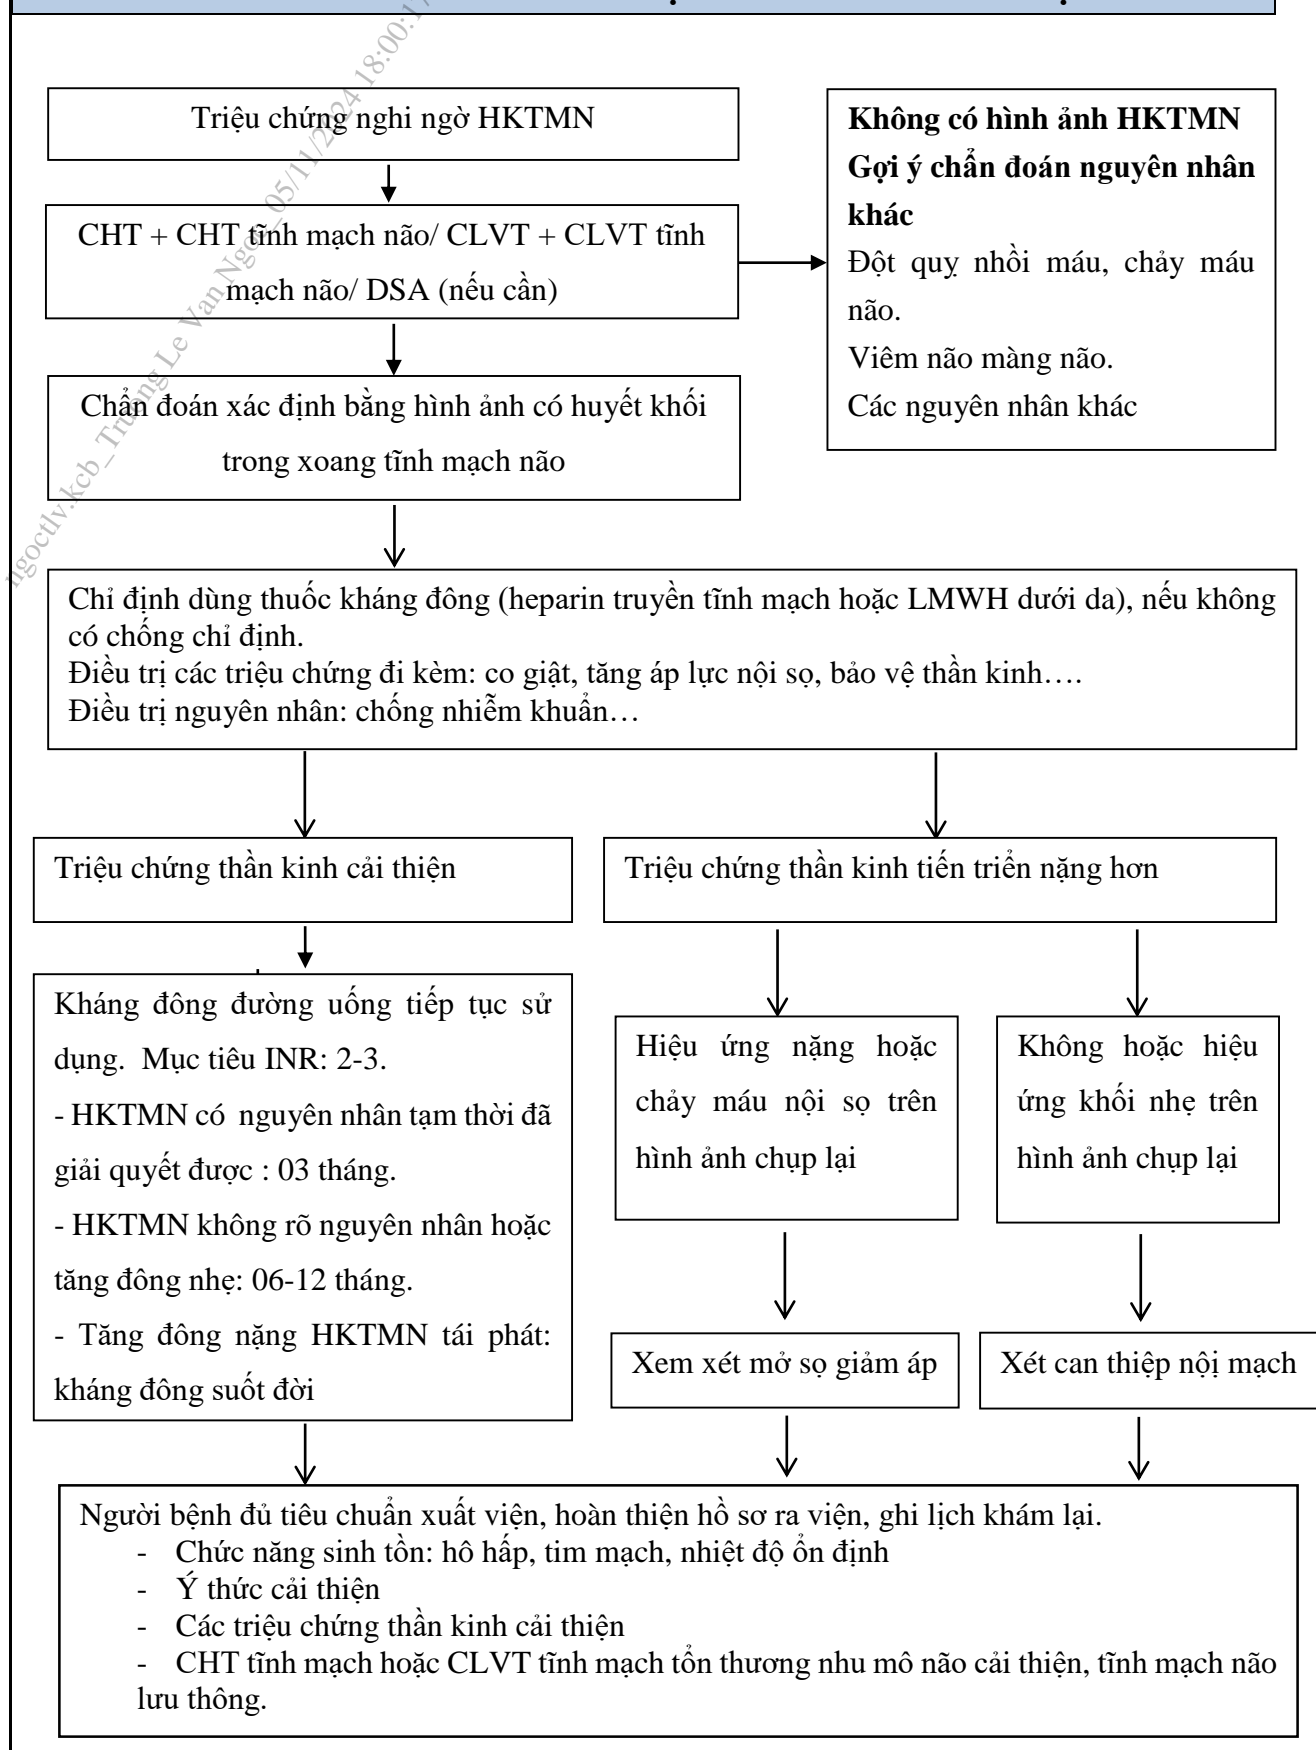 Triệu chứng nghi ngờ HKTMN
CHT + CHT tĩnh mạch não/ CLVT + CLVT tĩnh
mạch não/ DSA (nếu cần)
Không có hình ảnh HKTMN
Gợi ý chẩn đoán nguyên nhân
khác
Đột quỵ nhồi máu, chảy máu
não.
Viêm não màng não.
Các nguyên nhân khác
Chẩn đoán xác định bằng hình ảnh có huyết khối
trong xoang tĩnh mạch não
ngoctlv.kcb_Truong Le Van Ngoc_05/11/2024 18:00:17
Chỉ định dùng thuốc kháng đông (heparin truyền tĩnh mạch hoặc LMWH dưới da), nếu không
có chống chỉ định.
Điều trị các triệu chứng đi kèm: co giật, tăng áp lực nội sọ, bảo vệ thần kinh….
Điều trị nguyên nhân: chống nhiễm khuẩn…
Triệu chứng thần kinh cải thiện
Triệu chứng thần kinh tiến triển nặng hơn
Kháng đông đường uống tiếp tục sử
dụng. Mục tiêu INR: 2-3.
- HKTMN có nguyên nhân tạm thời đã
giải quyết được : 03 tháng.
- HKTMN không rõ nguyên nhân hoặc
tăng đông nhẹ: 06-12 tháng.
- Tăng đông nặng HKTMN tái phát:
kháng đông suốt đời
Hiệu ứng nặng hoặc
chảy máu nội sọ trên
hình ảnh chụp lại
Không hoặc hiệu
ứng khối nhẹ trên
hình ảnh chụp lại
Xem xét mở sọ giảm áp
Xét can thiệp nội mạch
Người bệnh đủ tiêu chuẩn xuất viện, hoàn thiện hồ sơ ra viện, ghi lịch khám lại.
- Chức năng sinh tồn: hô hấp, tim mạch, nhiệt độ ổn định
- Ý thức cải thiện
- Các triệu chứng thần kinh cải thiện
- CHT tĩnh mạch hoặc CLVT tĩnh mạch tổn thương nhu mô não cải thiện, tĩnh mạch não
lưu thông.